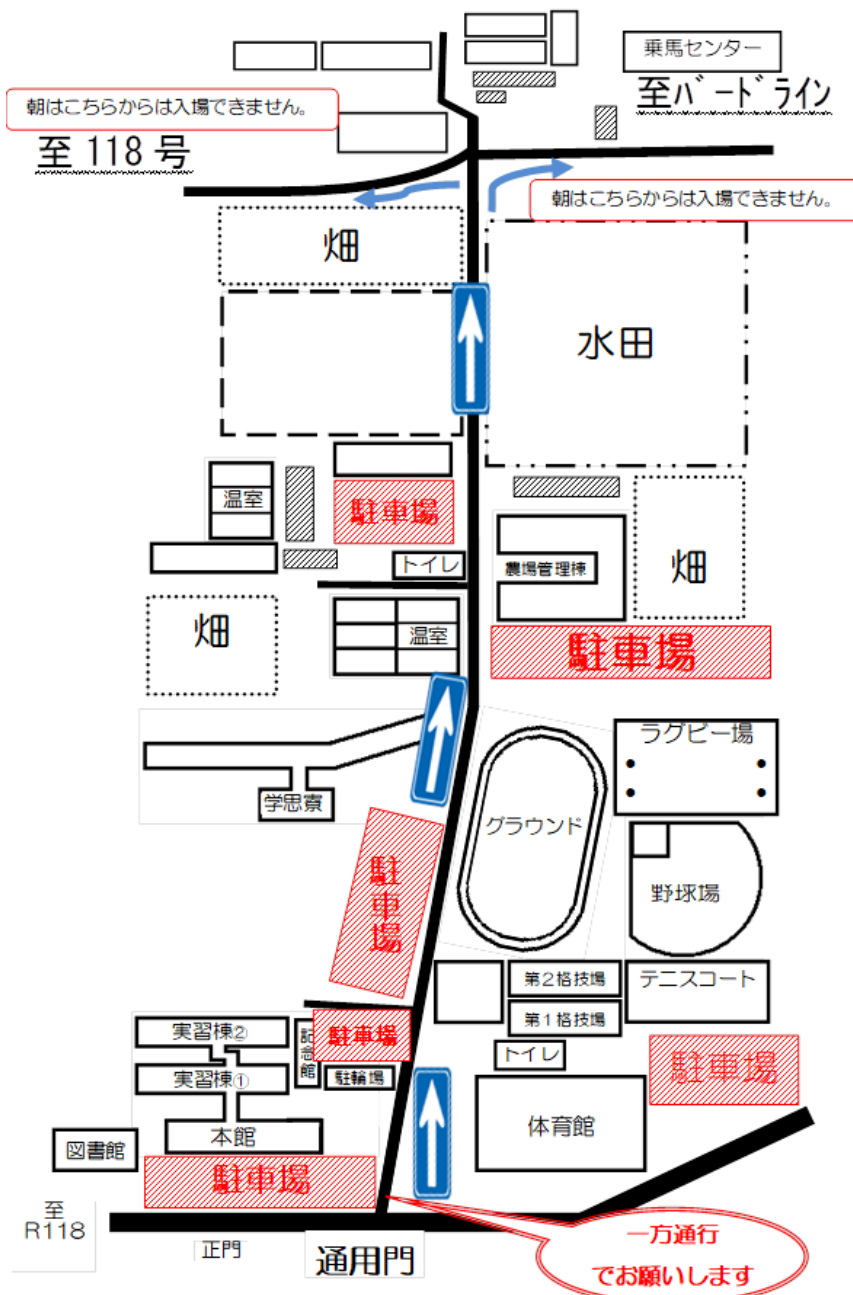 乗馬センター
至バードライン
朝はこちらからは入場できません。
至 118 号
朝はこちらからは入場できません。
畑
水田
温室
駐車場
トイレ
農場管理棟
畑
畑
温室
駐車場
ラグビー場
学思寮
グラウンド
駐車場
野球場
第2格技場
テニスコート
第1格技場
実習棟②
記念館
駐車場
トイレ
実習棟①
駐輪場
駐車場
体育館
本館
図書館
駐車場
至
R118
正門
通用門
一方通行
でお願いします